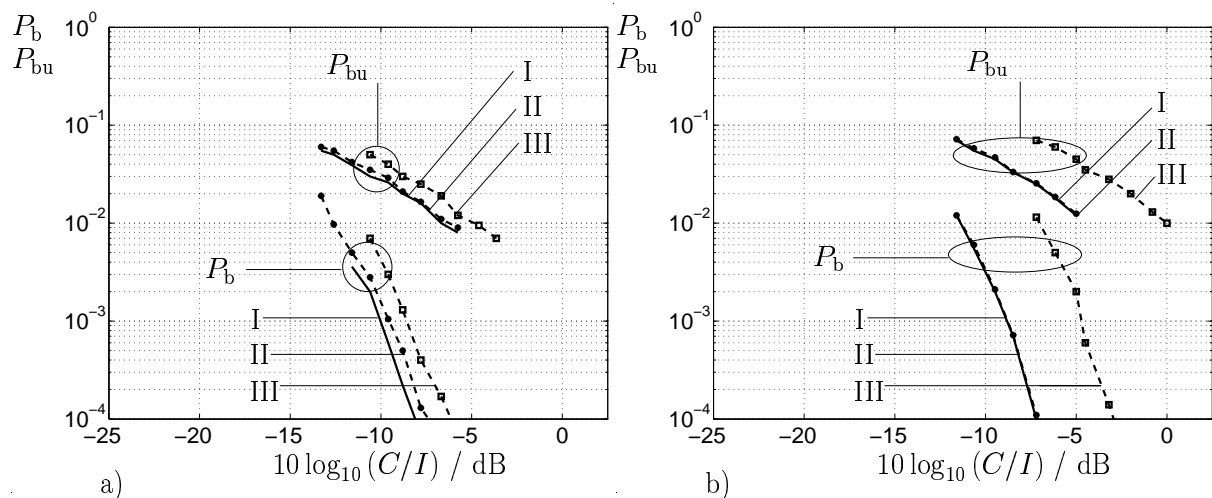 P_b
P_bu
10^0
10^-1
10^-2
10^-3
10^-4
P_bu
I
II
III
P_b
I
II
III
−25 −20 −15 −10 −5 0
10 log_10 (C/I) / dB
a)
P_b
P_bu
10^0
10^-1
10^-2
10^-3
10^-4
P_bu
I
II
III
P_b
I
II
III
−25 −20 −15 −10 −5 0
10 log_10 (C/I) / dB
b)